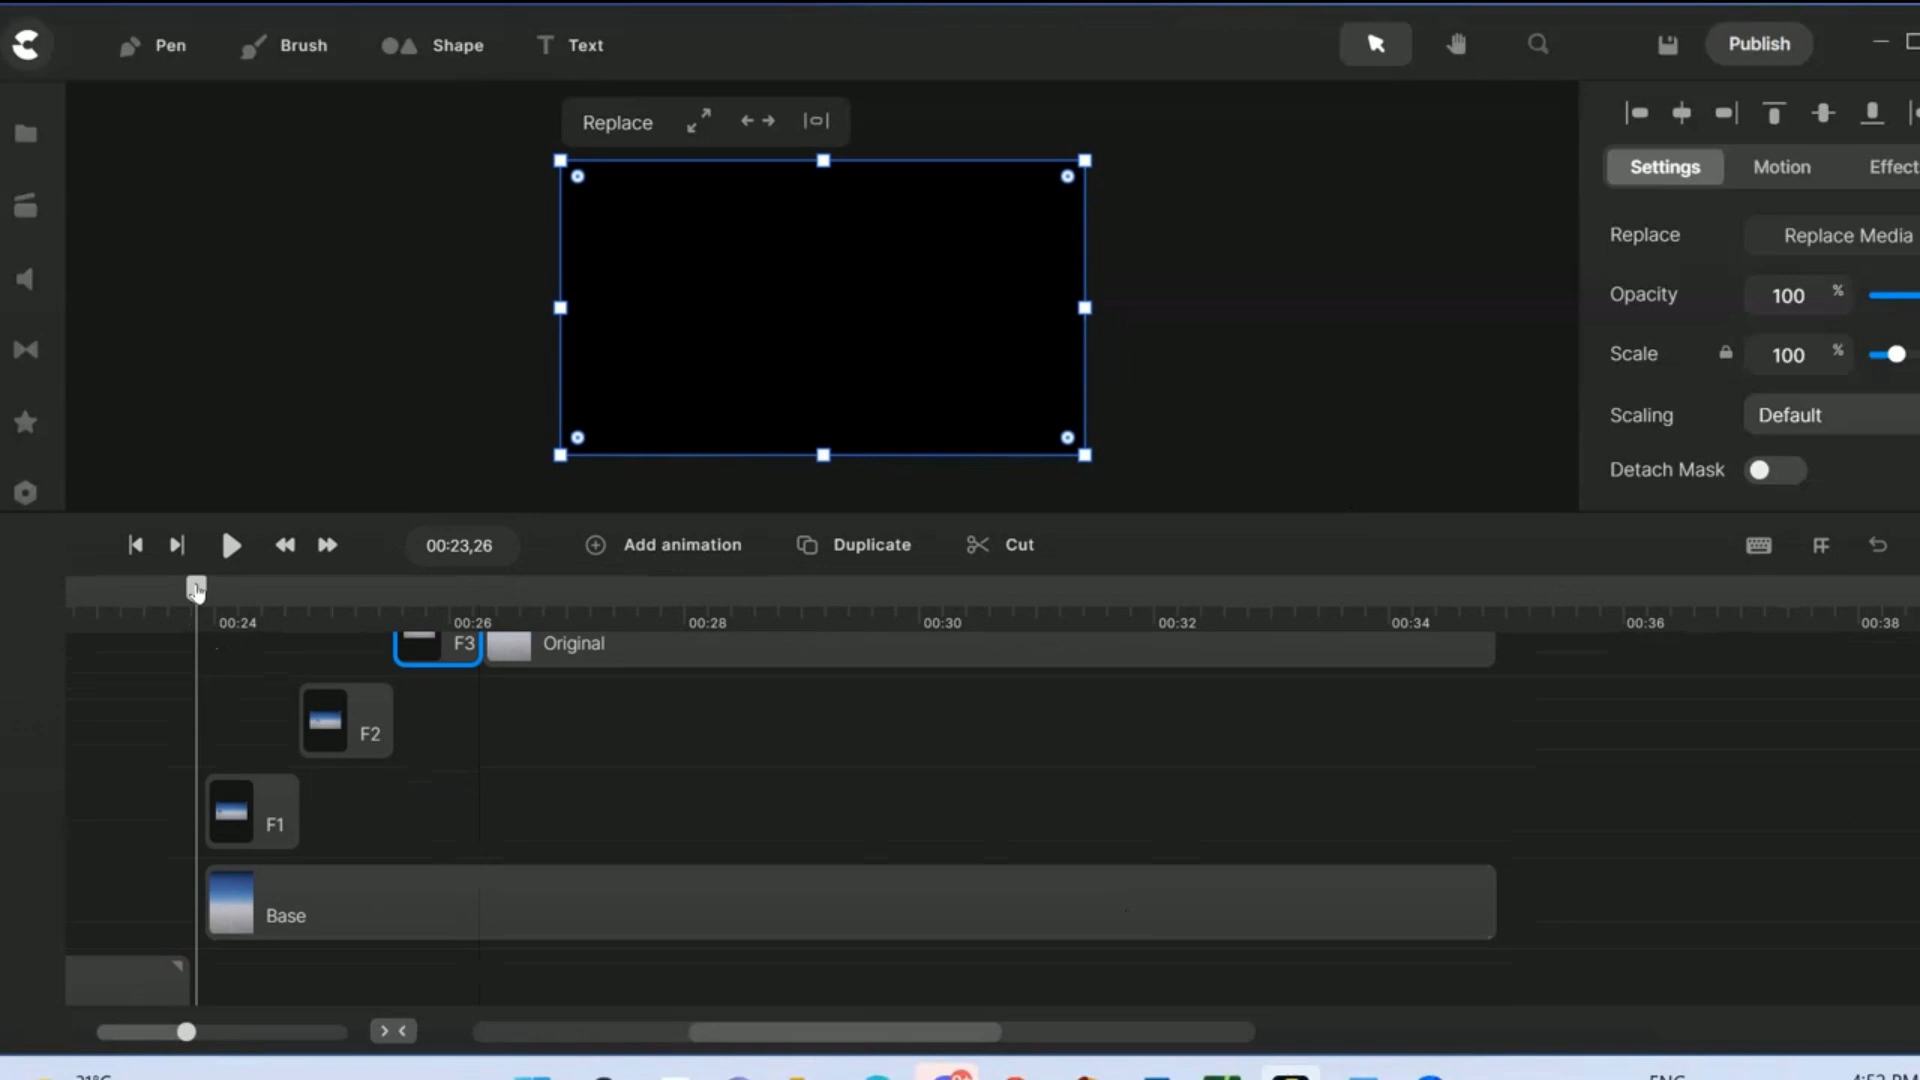 Pen
Brush
Shape
Text
Publish
Replace
Settings
Motion
Effect
Replace
Replace Media
Opacity
100 %
Scale
100 %
Scaling
Default
Detach Mask
00:23,26
Add animation
Duplicate
Cut
00:24
00:26
00:28
00:30
00:32
00:34
00:36
00:38
F3
Original
F2
F1
Base